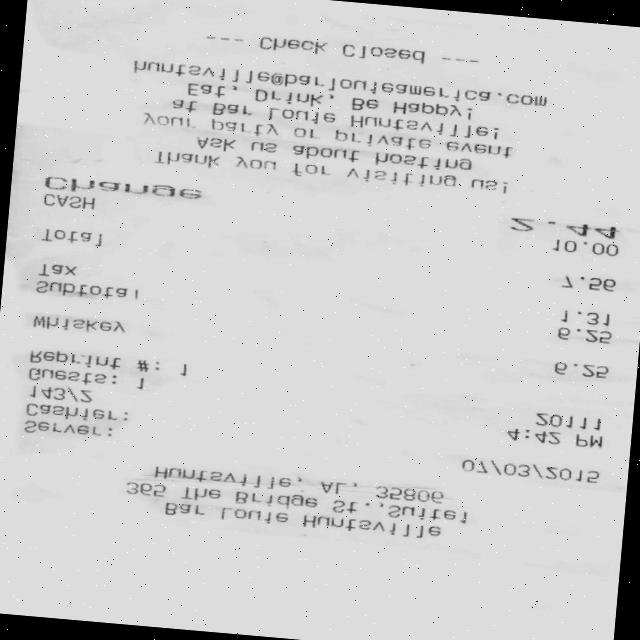 Bar Louie Huntsville
365 The Bridge St.,Suite1
Huntsville, AL, 35806
Server: 07/03/2015
Cashier: 4:42 PM
143/2 20111
Guests: 1
Reprint #: 1
Whiskey 6.25
Subtotal 6.25
Tax 1.31
Total 7.56
CASH 10.00
Change 2.44
Thank you for visiting us!
Ask us about hosting
your party or private event
at Bar Louie Huntsville!
Eat, Drink, Be Happy!
huntsville@barlouieamerica.com
--- Check Closed ---